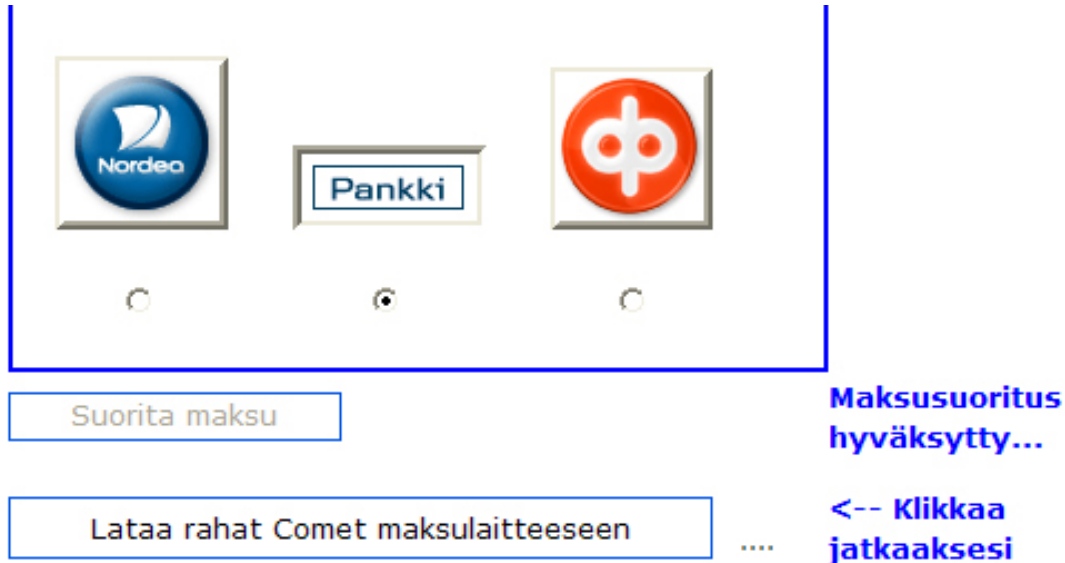 Nordea
Pankki
Suorita maksu
Maksusuoritus
hyväksytty...
Lataa rahat Comet maksulaitteeseen
....
<-- Klikkaa
jatkaaksesi